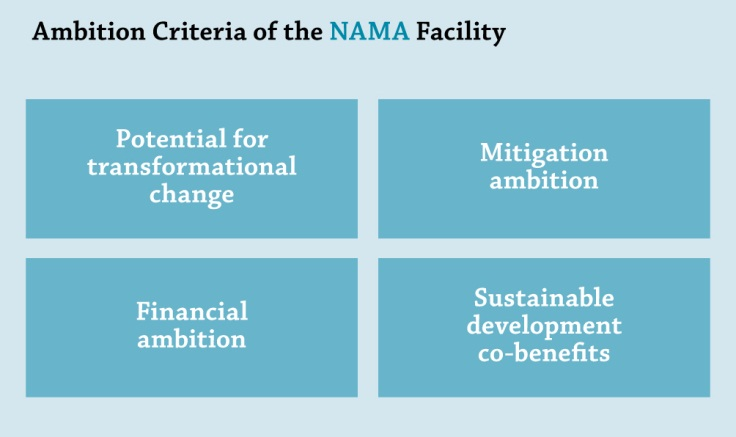 Ambition Criteria of the NAMA Facility
Potential for
transformational
change
Mitigation
ambition
Financial
ambition
Sustainable
development
co-benefits